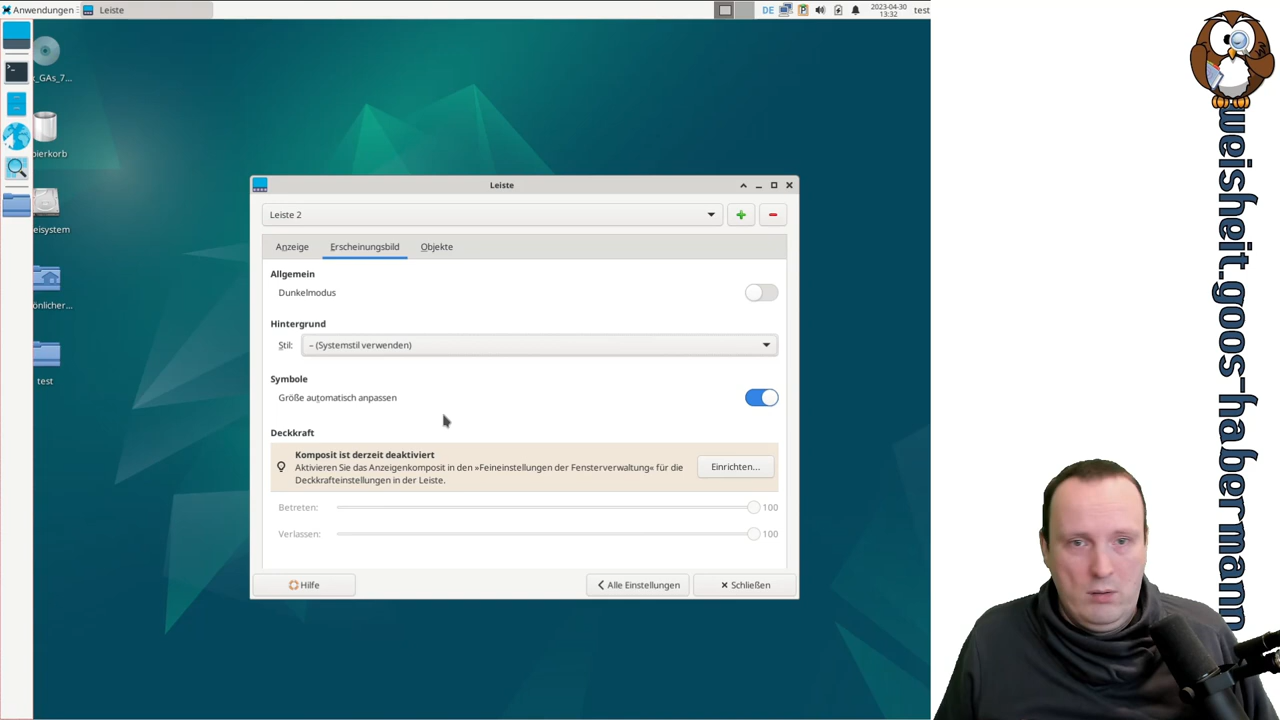 Anwendungen
Leiste
DE
2023-04-30
13:32
test
k_GAs_7...
pierkorb
eisystem
önlicher...
test
Leiste
Leiste 2
Anzeige
Erscheinungsbild
Objekte
Allgemein
Dunkelmodus
Hintergrund
Stil:
– (Systemstil verwenden)
Symbole
Größe automatisch anpassen
Deckkraft
Komposit ist derzeit deaktiviert
Aktivieren Sie das Anzeigenkomposit in den »Feineinstellungen der Fensterverwaltung« für die
Deckkrafteinstellungen in der Leiste.
Einrichten...
Betreten:
100
Verlassen:
100
Hilfe
Alle Einstellungen
Schließen
weisheit.goos-habermann